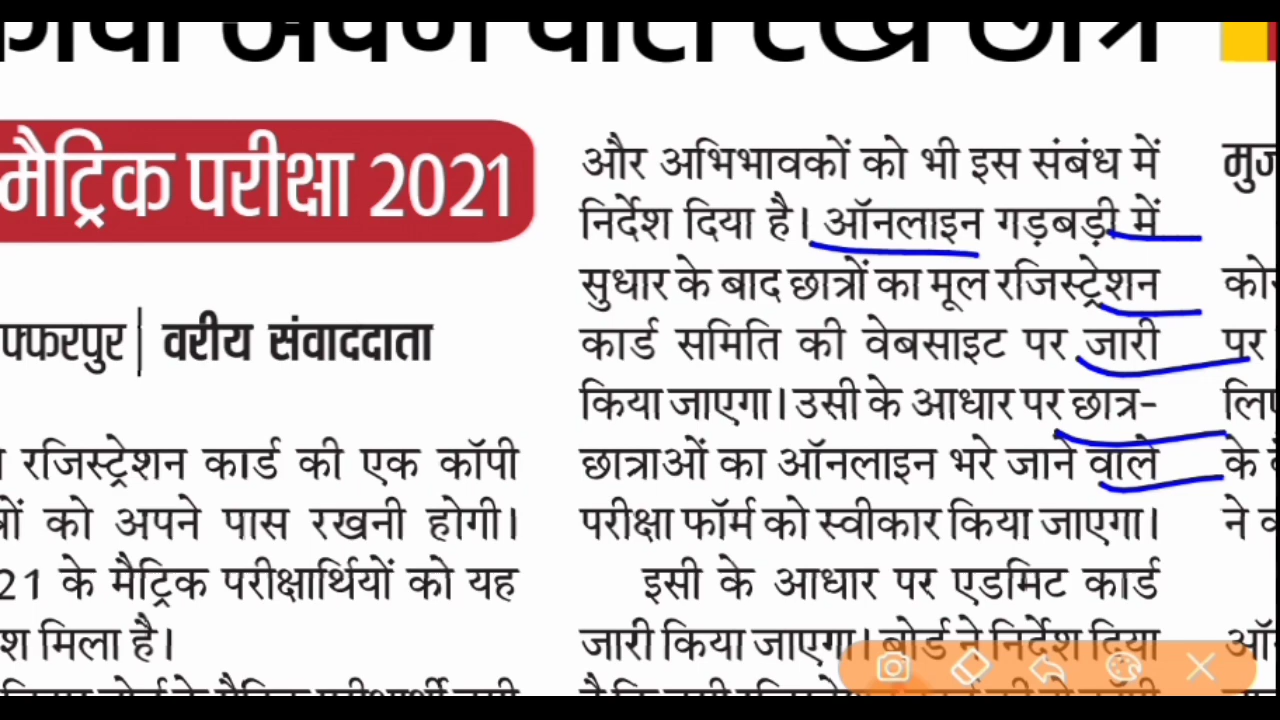 पास रखें छात्र
मैट्रिक परीक्षा 2021
वरीय संवाददाता
रजिस्ट्रेशन कार्ड की एक कॉपी
को अपने पास रखनी होगी।
के मैट्रिक परीक्षार्थियों को यह
मिला है।
और अभिभावकों को भी इस संबंध में
निर्देश दिया है। ऑनलाइन गड़बड़ी में
सुधार के बाद छात्रों का मूल रजिस्ट्रेशन
कार्ड समिति की वेबसाइट पर जारी
किया जाएगा। उसी के आधार पर छात्र-
छात्राओं का ऑनलाइन भरे जाने वाले
परीक्षा फॉर्म को स्वीकार किया जाएगा।
इसी के आधार पर एडमिट कार्ड
जारी किया जाएगा। बोर्ड ने निर्देश दिया
पर
के
ने